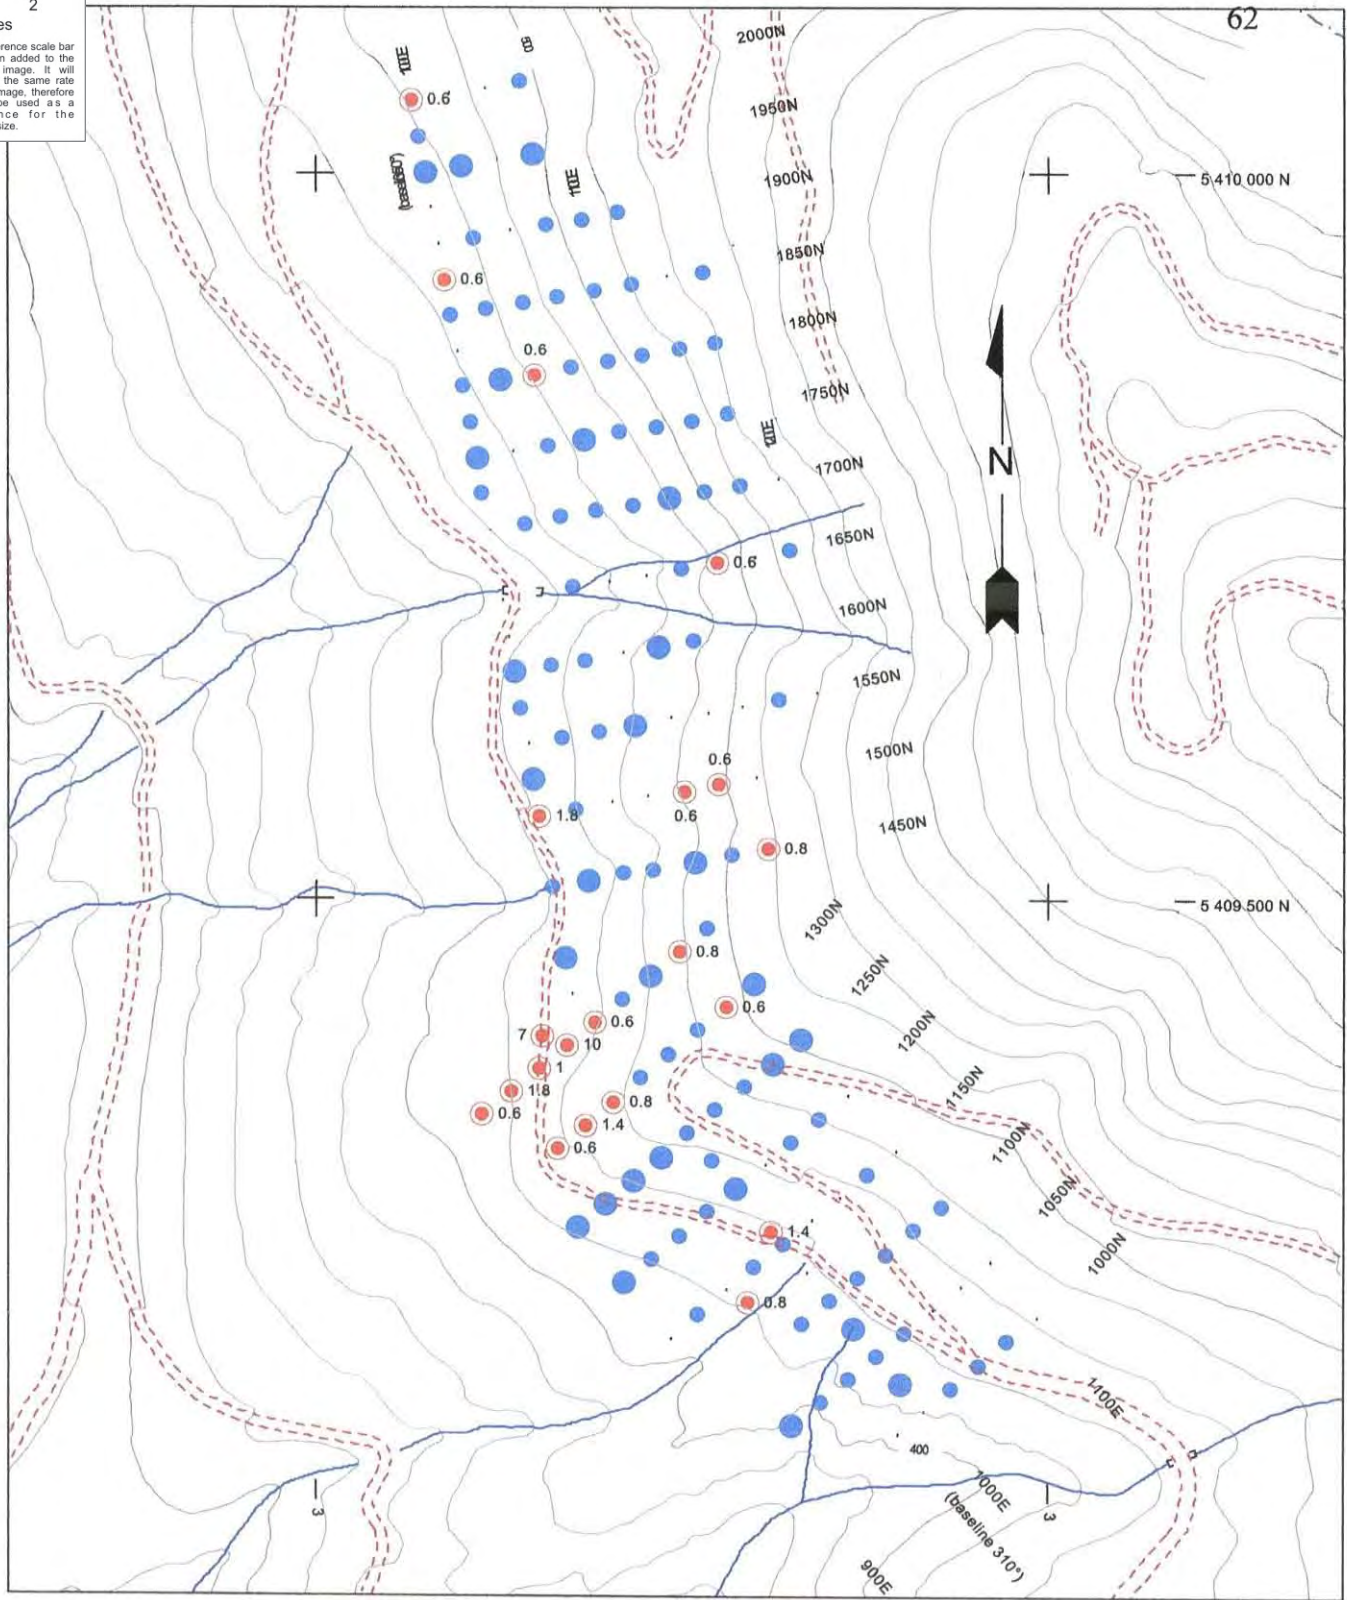 2
es
erence scale bar
n added to the
image. It will
the same rate
mage, therefore
be used as a
nce for the
size.
62
2000N
1950N
1900N
1850N
1800N
1750N
1700N
1650N
1600N
1550N
1500N
1450N
1300N
1250N
1200N
1150N
1100N
1050N
1000N
5 410 000 N
5 409 500 N
N
1100E
1200E
0.6
0.6
0.6
0.6
0.6
0.6
1.8
0.8
0.8
0.6
0.6
7
10
1
1.8
0.6
0.8
1.4
0.6
1.4
0.8
1100E
400
1000E
(baseline 310°)
900E
3
3